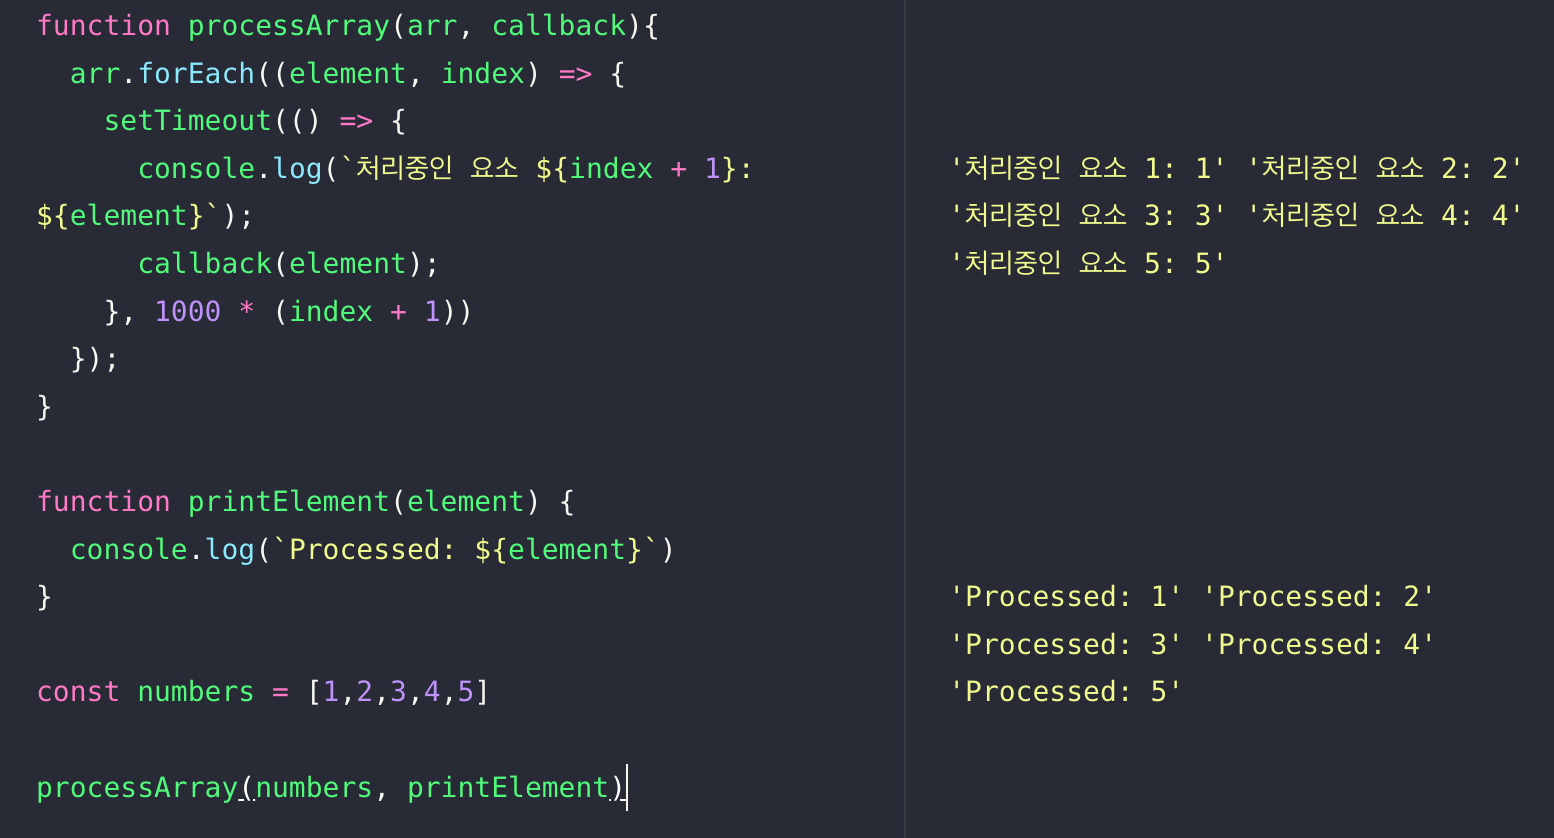 function processArray(arr, callback){
  arr.forEach((element, index) => {
    setTimeout(() => {
      console.log(`처리중인 요소 ${index + 1}:
${element}`);
      callback(element);
    }, 1000 * (index + 1))
  });
}
function printElement(element) {
  console.log(`Processed: ${element}`)
}
const numbers = [1,2,3,4,5]
processArray(numbers, printElement)
'처리중인 요소 1: 1' '처리중인 요소 2: 2'
'처리중인 요소 3: 3' '처리중인 요소 4: 4'
'처리중인 요소 5: 5'
'Processed: 1' 'Processed: 2'
'Processed: 3' 'Processed: 4'
'Processed: 5'